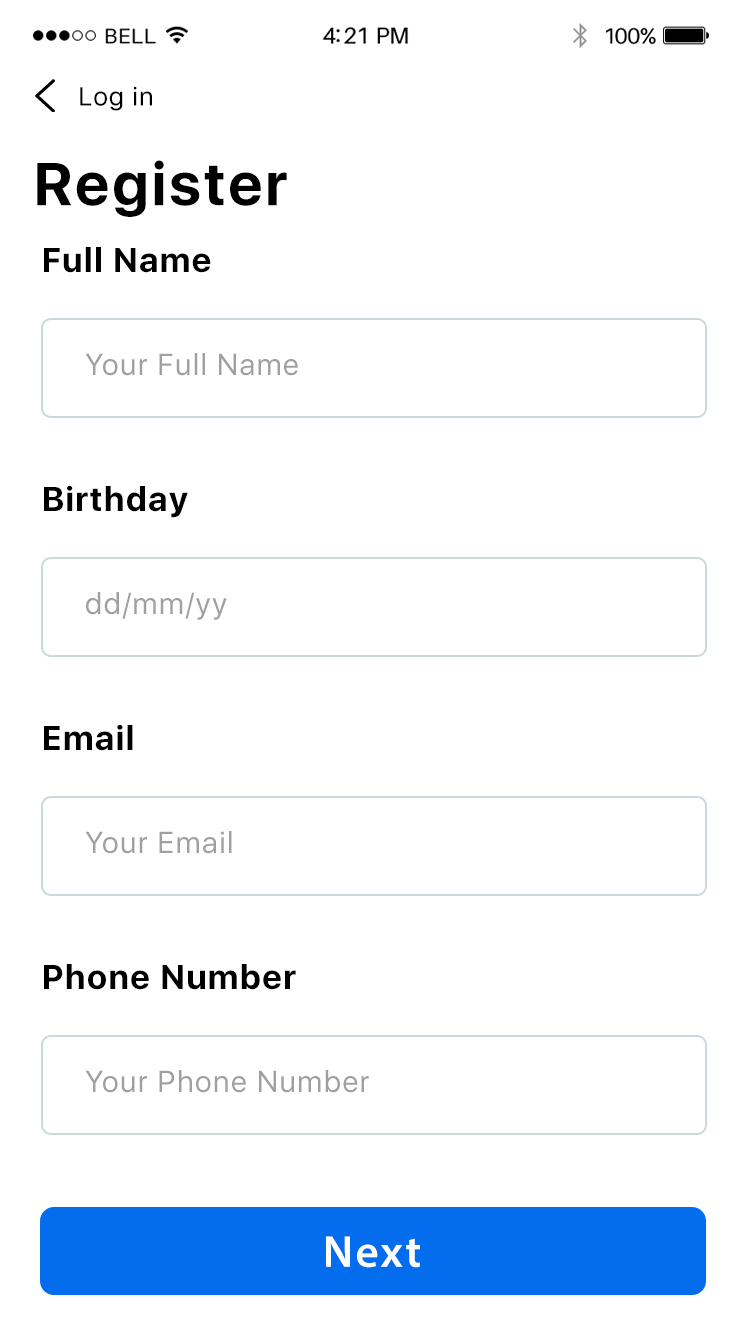 BELL 4:21 PM 100%
Log in
Register
Full Name
Your Full Name
Birthday
dd/mm/yy
Email
Your Email
Phone Number
Your Phone Number
Next